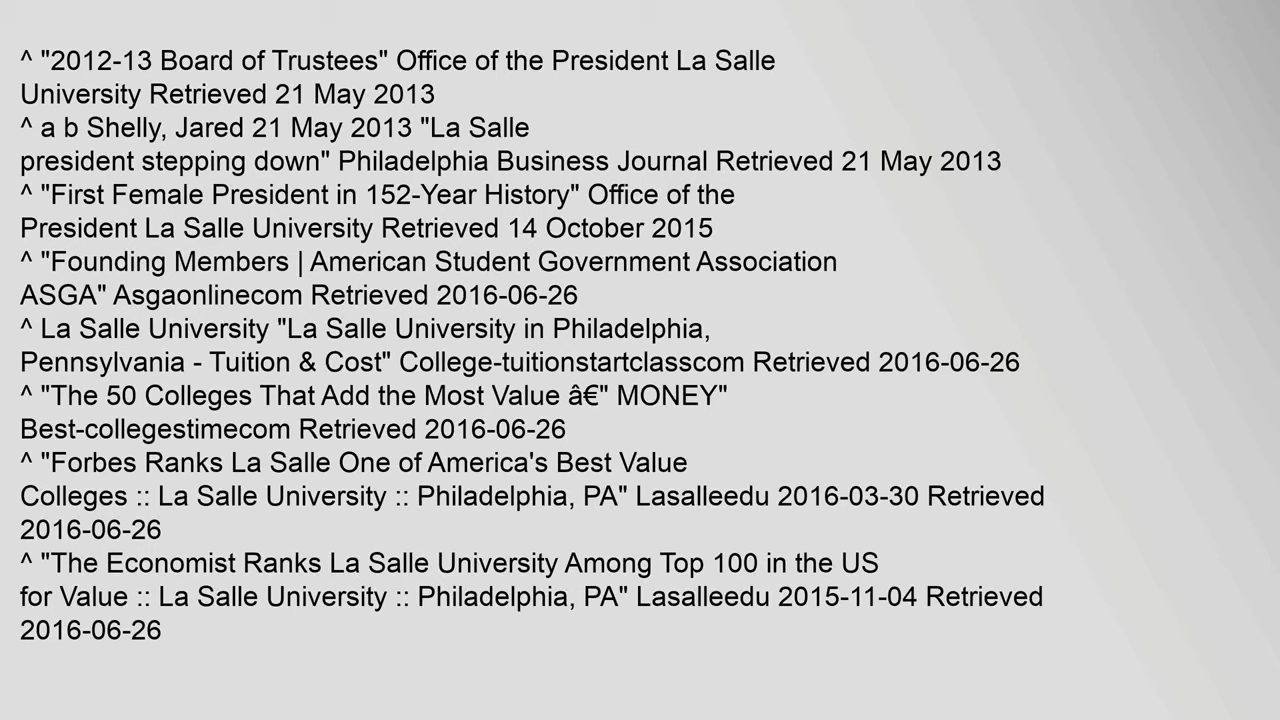 ^ "2012-13 Board of Trustees" Office of the President La Salle
University Retrieved 21 May 2013
^ a b Shelly, Jared 21 May 2013 "La Salle
president stepping down" Philadelphia Business Journal Retrieved 21 May 2013
^ "First Female President in 152-Year History" Office of the
President La Salle University Retrieved 14 October 2015
^ "Founding Members | American Student Government Association
ASGA" Asgaonlinecom Retrieved 2016-06-26
^ La Salle University "La Salle University in Philadelphia,
Pennsylvania - Tuition & Cost" College-tuitionstartclasscom Retrieved 2016-06-26
^ "The 50 Colleges That Add the Most Value â€" MONEY"
Best-collegestimecom Retrieved 2016-06-26
^ "Forbes Ranks La Salle One of America's Best Value
Colleges :: La Salle University :: Philadelphia, PA" Lasalleedu 2016-03-30 Retrieved
2016-06-26
^ "The Economist Ranks La Salle University Among Top 100 in the US
for Value :: La Salle University :: Philadelphia, PA" Lasalleedu 2015-11-04 Retrieved
2016-06-26